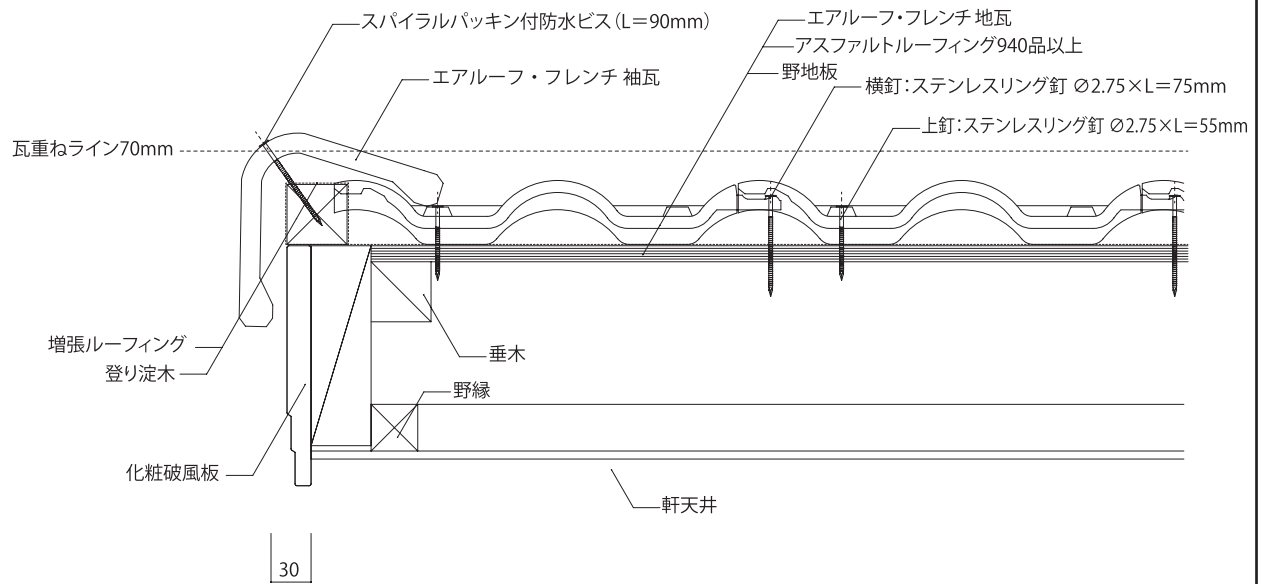 スパイラルパッキン付防水ビス（L＝90mm）
エアルーフ・フレンチ 地瓦
アスファルトルーフィング940品以上
野地板
エアルーフ・フレンチ 袖瓦
横釘：ステンレスリング釘 ∅2.75×L＝75mm
上釘：ステンレスリング釘 ∅2.75×L＝55mm
瓦重ねライン70mm
増張ルーフィング
登り淀木
垂木
野縁
化粧破風板
軒天井
30